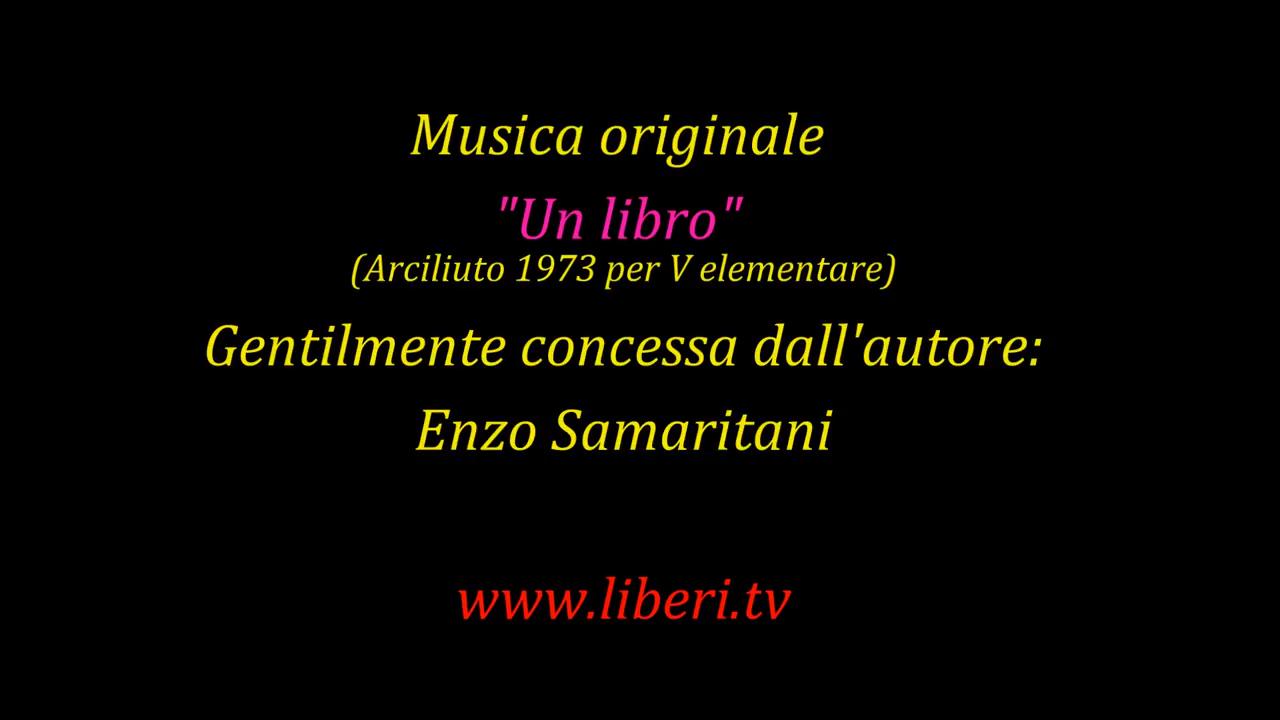 Musica originale
"Un libro"
(Arciliuto 1973 per V elementare)
Gentilmente concessa dall'autore:
Enzo Samaritani
www.liberi.tv